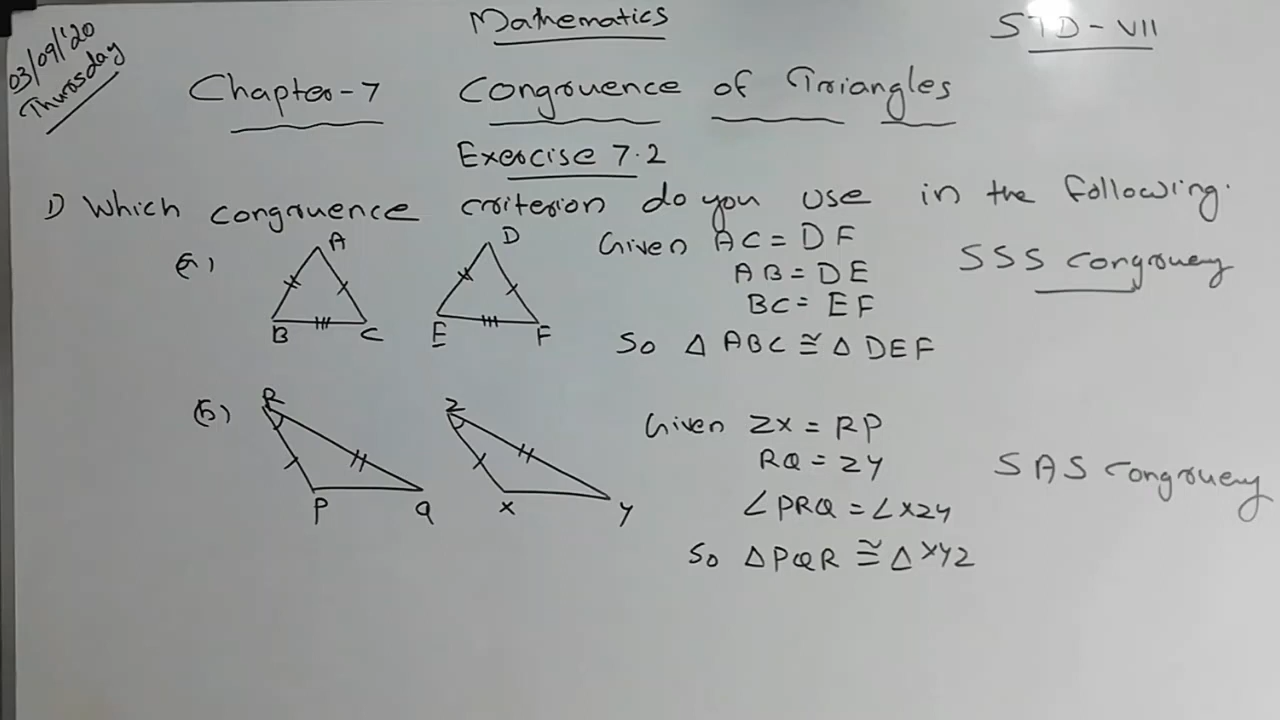 03/09/'20
Thursday
Mathematics
STD-VII
Chapter-7 Congruence of Triangles
Exercise 7.2
1) Which congruence criterion do you use in the following.
(a)
A
B
C
D
E
F
Given AC = DF
AB = DE
BC = EF
So △ ABC ≅ △ DEF
SSS congruency
(b)
R
P
Q
Z
X
Y
Given ZX = RP
RQ = ZY
∠PRQ = ∠XZY
So △PQR ≅ △XYZ
SAS congruency